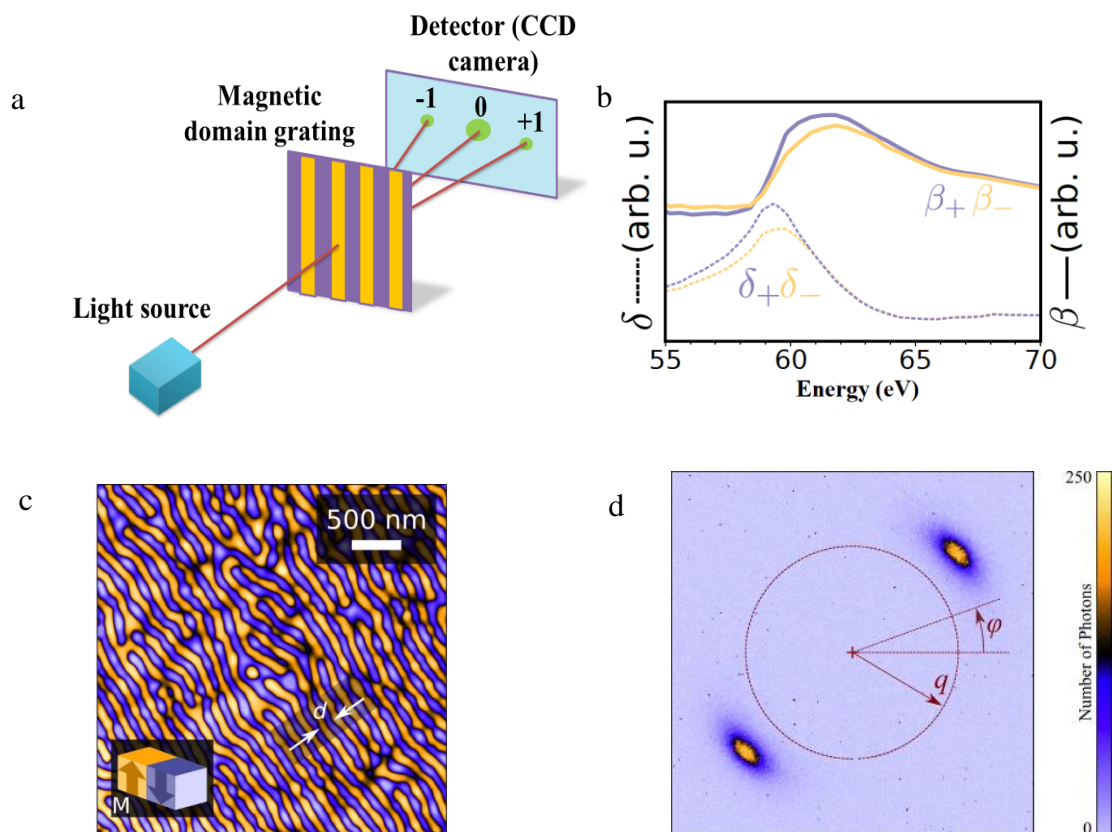 a
Detector (CCD
camera)
Magnetic
domain grating
-1
0
+1
Light source
b
δ ------(arb. u.)
β —(arb. u.)
β+ β−
δ+ δ−
55 60 65 70
Energy (eV)
c
500 nm
d
M
d
φ
q
250
Number of Photons
0